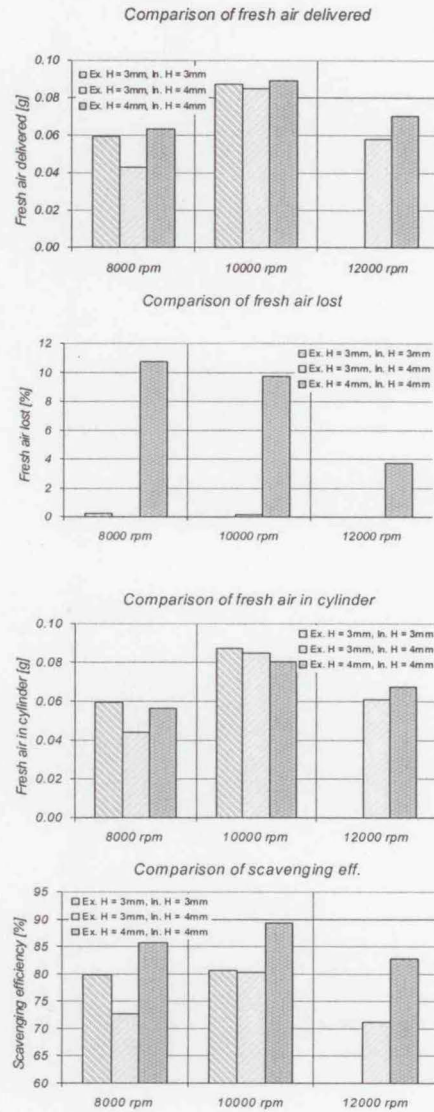 Comparison of fresh air delivered
Fresh air delivered [g]
0.10
0.08
0.06
0.04
0.02
0.00
Ex. H = 3mm, In. H = 3mm
Ex. H = 3mm, In. H = 4mm
Ex. H = 4mm, In. H = 4mm
8000 rpm 10000 rpm 12000 rpm
Comparison of fresh air lost
Fresh air lost [%]
12
10
8
6
4
2
0
Ex. H = 3mm, In. H = 3mm
Ex. H = 3mm, In. H = 4mm
Ex. H = 4mm, In. H = 4mm
8000 rpm 10000 rpm 12000 rpm
Comparison of fresh air in cylinder
Fresh air in cylinder [g]
0.10
0.08
0.06
0.04
0.02
0.00
Ex. H = 3mm, In. H = 3mm
Ex. H = 3mm, In. H = 4mm
Ex. H = 4mm, In. H = 4mm
8000 rpm 10000 rpm 12000 rpm
Comparison of scavenging eff.
Scavenging efficiency [%]
95
90
85
80
75
70
65
60
Ex. H = 3mm, In. H = 3mm
Ex. H = 3mm, In. H = 4mm
Ex. H = 4mm, In. H = 4mm
8000 rpm 10000 rpm 12000 rpm